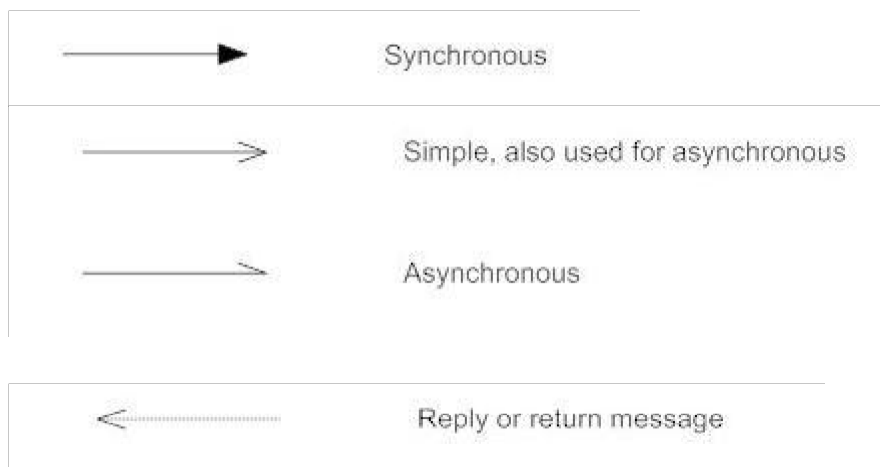 Synchronous
Simple, also used for asynchronous
Asynchronous
Reply or return message